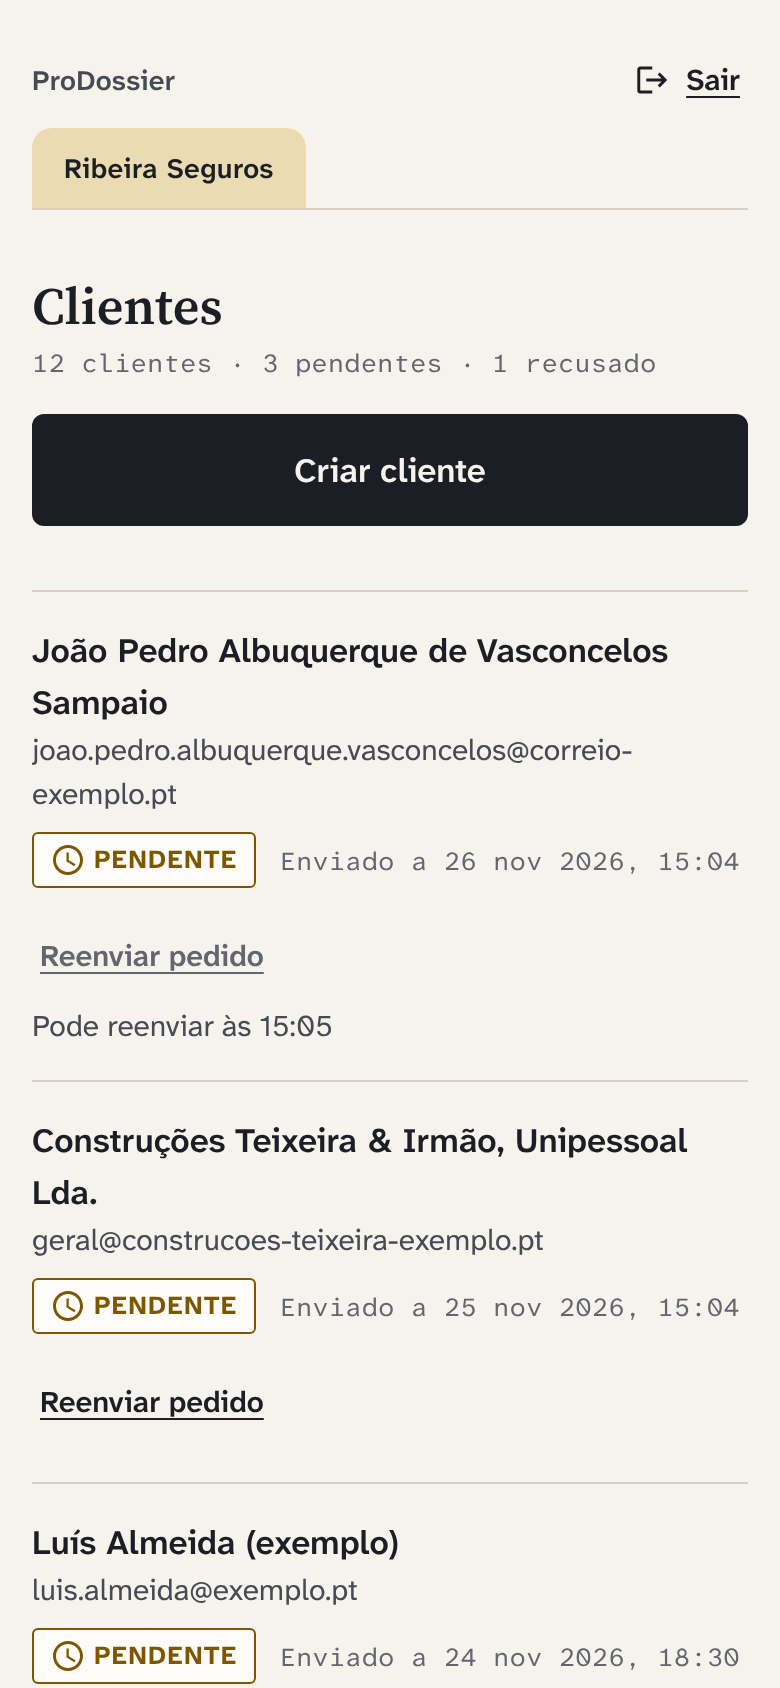 ProDossier
Sair
Ribeira Seguros
Clientes
12 clientes · 3 pendentes · 1 recusado
Criar cliente
João Pedro Albuquerque de Vasconcelos
Sampaio
joao.pedro.albuquerque.vasconcelos@correio-
exemplo.pt
PENDENTE Enviado a 26 nov 2026, 15:04
Reenviar pedido
Pode reenviar às 15:05
Construções Teixeira & Irmão, Unipessoal
Lda.
geral@construcoes-teixeira-exemplo.pt
PENDENTE Enviado a 25 nov 2026, 15:04
Reenviar pedido
Luís Almeida (exemplo)
luis.almeida@exemplo.pt
PENDENTE Enviado a 24 nov 2026, 18:30